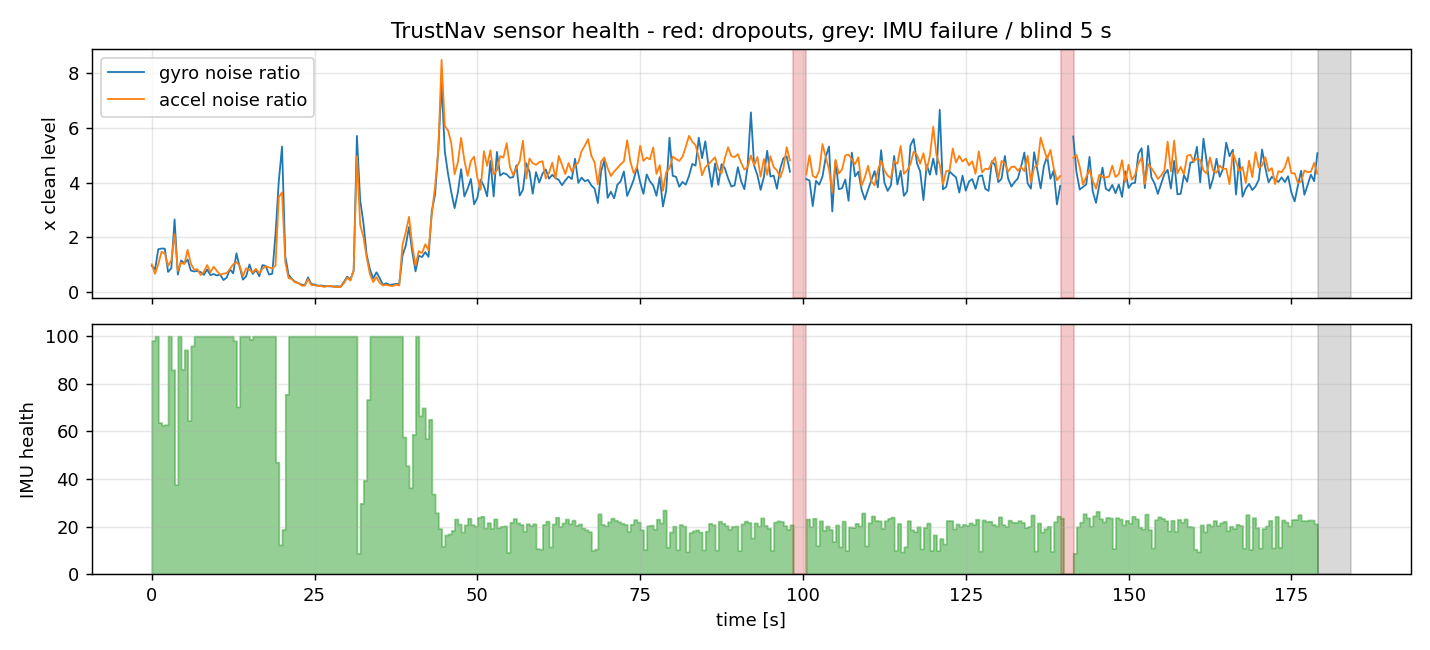 TrustNav sensor health - red: dropouts, grey: IMU failure / blind 5 s
gyro noise ratio
accel noise ratio
x clean level
8
6
4
2
0
IMU health
100
80
60
40
20
0
0 25 50 75 100 125 150 175
time [s]